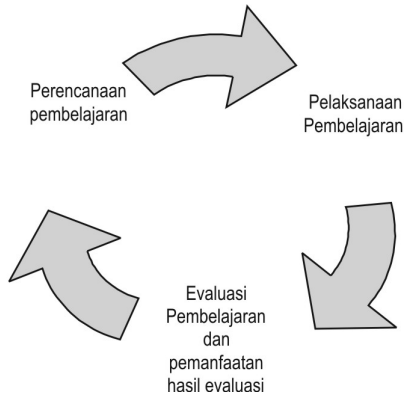 Perencanaan
pembelajaran
Pelaksanaan
Pembelajaran
Evaluasi
Pembelajaran
dan
pemanfaatan
hasil evaluasi